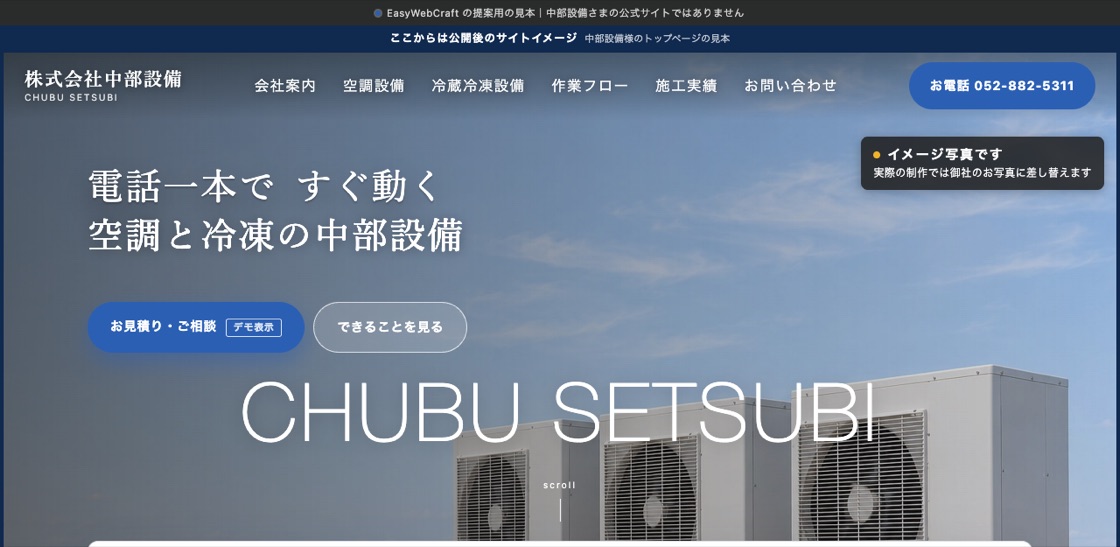 EasyWebCraft の提案用の見本｜中部設備さまの公式サイトではありません
ここからは公開後のサイトイメージ 中部設備様のトップページの見本
株式会社中部設備
CHUBU SETSUBI
会社案内 空調設備 冷蔵冷凍設備 作業フロー 施工実績 お問い合わせ
お電話 052-882-5311
イメージ写真です
実際の制作では御社のお写真に差し替えます
電話一本で すぐ動く
空調と冷凍の中部設備
お見積り・ご相談 デモ表示 できることを見る
CHUBU SETSUBI
scroll